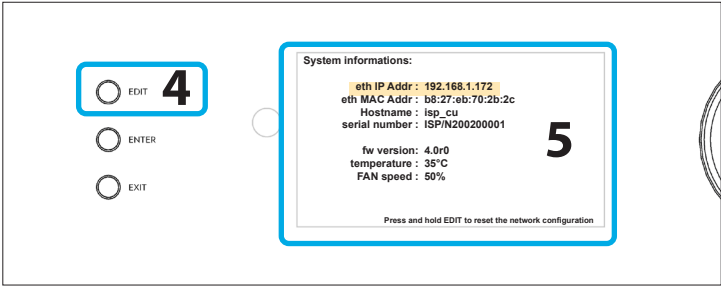 EDIT
4
ENTER
EXIT
System informations:
eth IP Addr : 192.168.1.172
eth MAC Addr : b8:27:eb:70:2b:2c
Hostname : isp_cu
serial number : ISP/N200200001
5
fw version: 4.0r0
temperature : 35°C
FAN speed : 50%
Press and hold EDIT to reset the network configuration